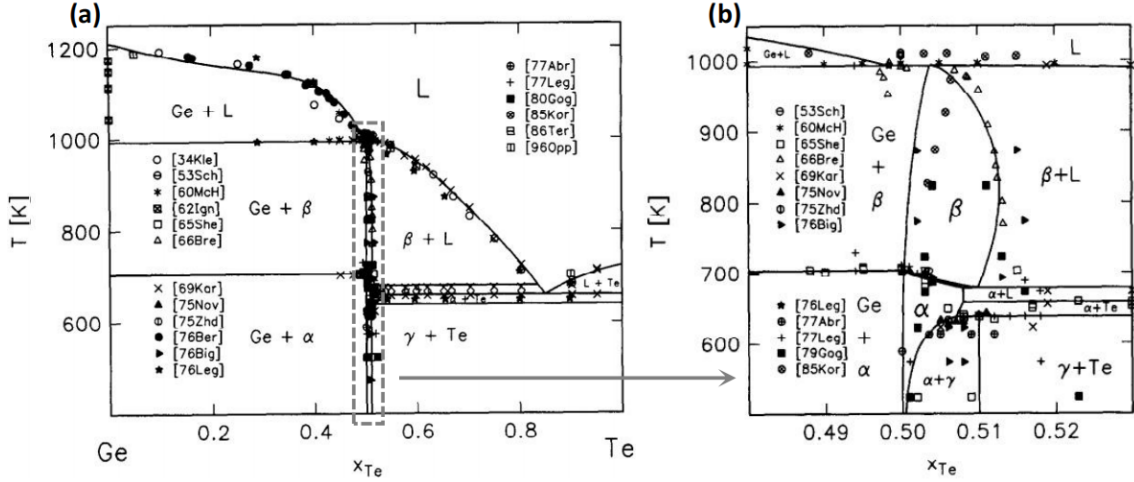 (a)
1200
1000
800
600
T [K]
L
Ge + L
Ge + β
β + L
L + Te
Ge + α
γ + Te
[34Kle]
[53Sch]
[60McH]
[62Ign]
[65She]
[66Bre]
[69Kar]
[75Nov]
[75Zhd]
[76Ber]
[76Big]
[76Leg]
[77Abr]
[77Leg]
[80Gog]
[85Kor]
[86Ter]
[96Opp]
0.2
0.4
0.6
0.8
Ge
xTe
Te
(b)
1000
900
800
700
600
T [K]
Ge+L
L
Ge
+
β
β
β+L
[53Sch]
[60McH]
[65She]
[66Bre]
[69Kar]
[75Nov]
[75Zhd]
[76Big]
α+L
α+Te
Ge
+
α
α
α+γ
γ+Te
[76Leg]
[77Abr]
[77Leg]
[79Gog]
[85Kor]
0.49
0.50
0.51
0.52
xTe